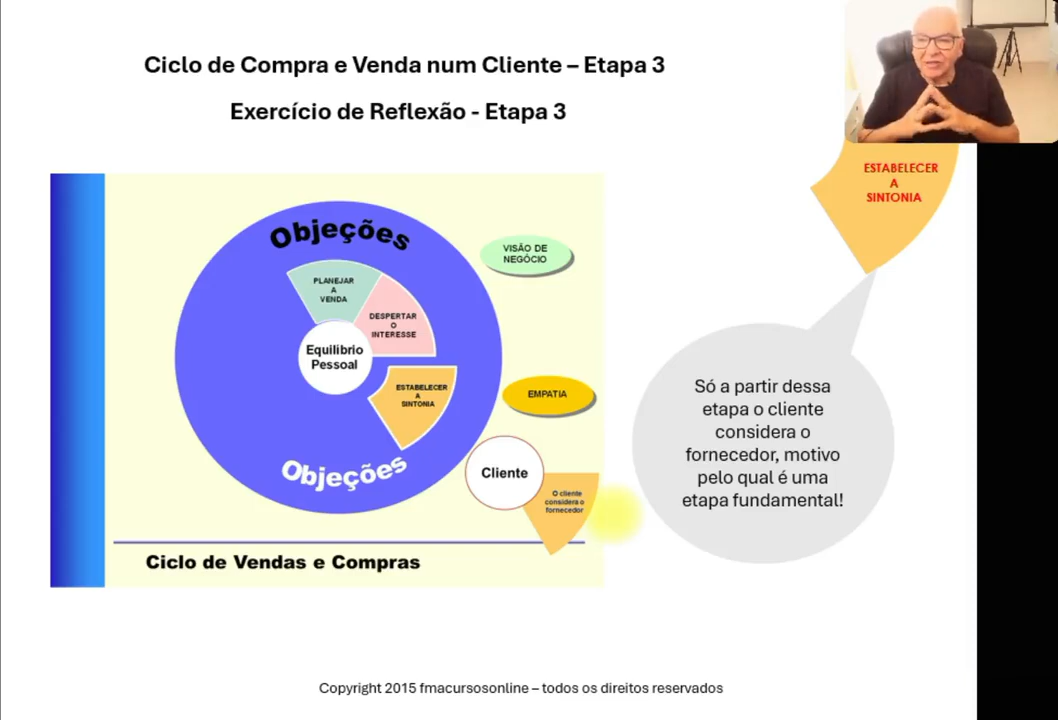 Ciclo de Compra e Venda num Cliente – Etapa 3
Exercício de Reflexão - Etapa 3
ESTABELECER
A
SINTONIA
Objeções
VISÃO DE
NEGÓCIO
PLANEJAR
A
VENDA
DESPERTAR
O
INTERESSE
Equilibrio
Pessoal
ESTABELECER
A
SINTONIA
EMPATIA
Objeções
Cliente
O cliente
considera o
fornecedor
Ciclo de Vendas e Compras
Só a partir dessa
etapa o cliente
considera o
fornecedor, motivo
pelo qual é uma
etapa fundamental!
Copyright 2015 fmacursosonline – todos os direitos reservados